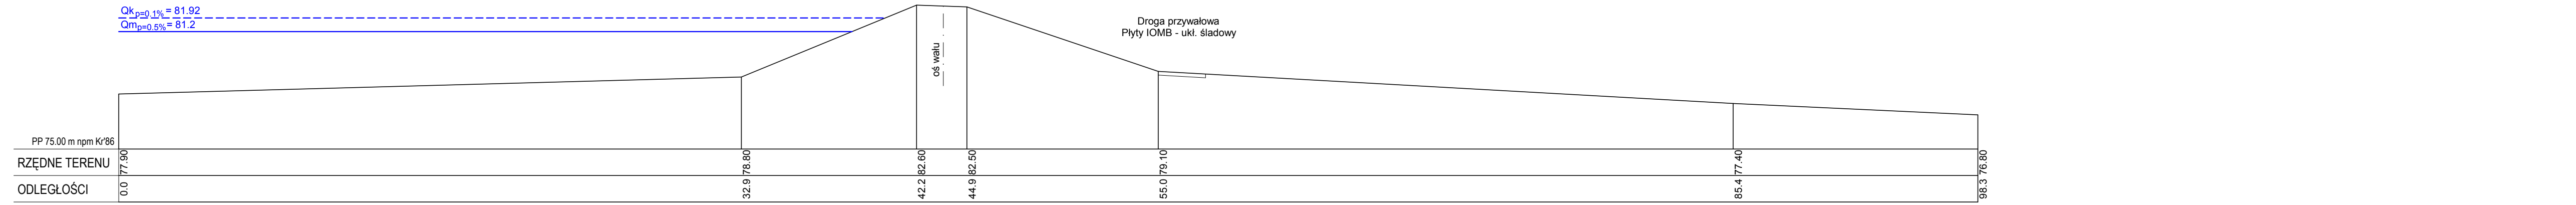 Qkp=0.1% = 81.92
Qmp=0.5% = 81.2
oś wału
Droga przywałowa
Płyty IOMB - ukł. śladowy
PP 75.00 m npm Kr'86
RZĘDNE TERENU 77.90 78.80 82.60 82.50 79.10 77.40 76.80
ODLEGŁOŚCI 0.0 32.9 42.2 44.9 55.0 85.4 98.3